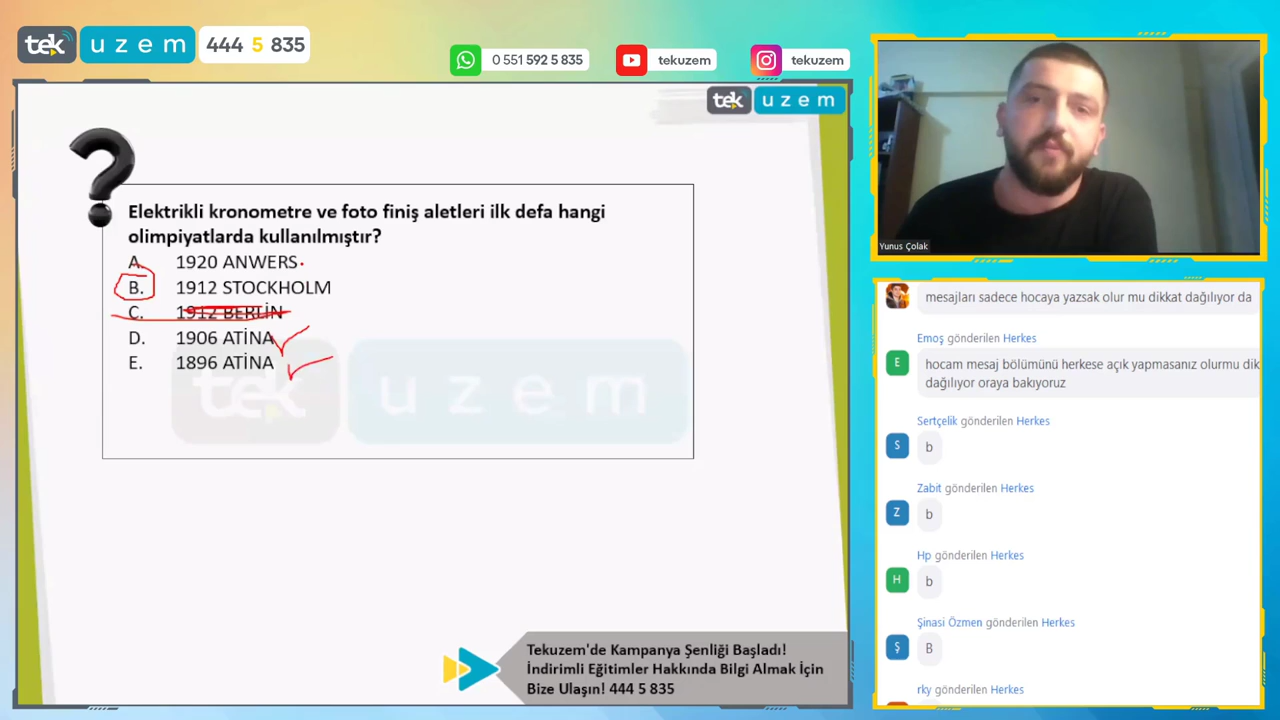 tek uzem 444 5 835
0 551 592 5 835
tekuzem
tekuzem
tek uzem
Elektrikli kronometre ve foto finiş aletleri ilk defa hangi
olimpiyatlarda kullanılmıştır?
A. 1920 ANWERS
B. 1912 STOCKHOLM
C. 1912 BERLİN
D. 1906 ATİNA
E. 1896 ATİNA
tek uzem
Tekuzem'de Kampanya Şenliği Başladı!
İndirimli Eğitimler Hakkında Bilgi Almak İçin
Bize Ulaşın! 444 5 835
Yunus Çolak
mesajları sadece hocaya yazsak olur mu dikkat dağılıyor da
Emoş gönderilen Herkes
E
hocam mesaj bölümünü herkese açık yapmasanız olurmu dik
dağılıyor oraya bakıyoruz
Sertçelik gönderilen Herkes
S b
Zabit gönderilen Herkes
Z b
Hp gönderilen Herkes
H b
Şinasi Özmen gönderilen Herkes
Ş B
rky gönderilen Herkes